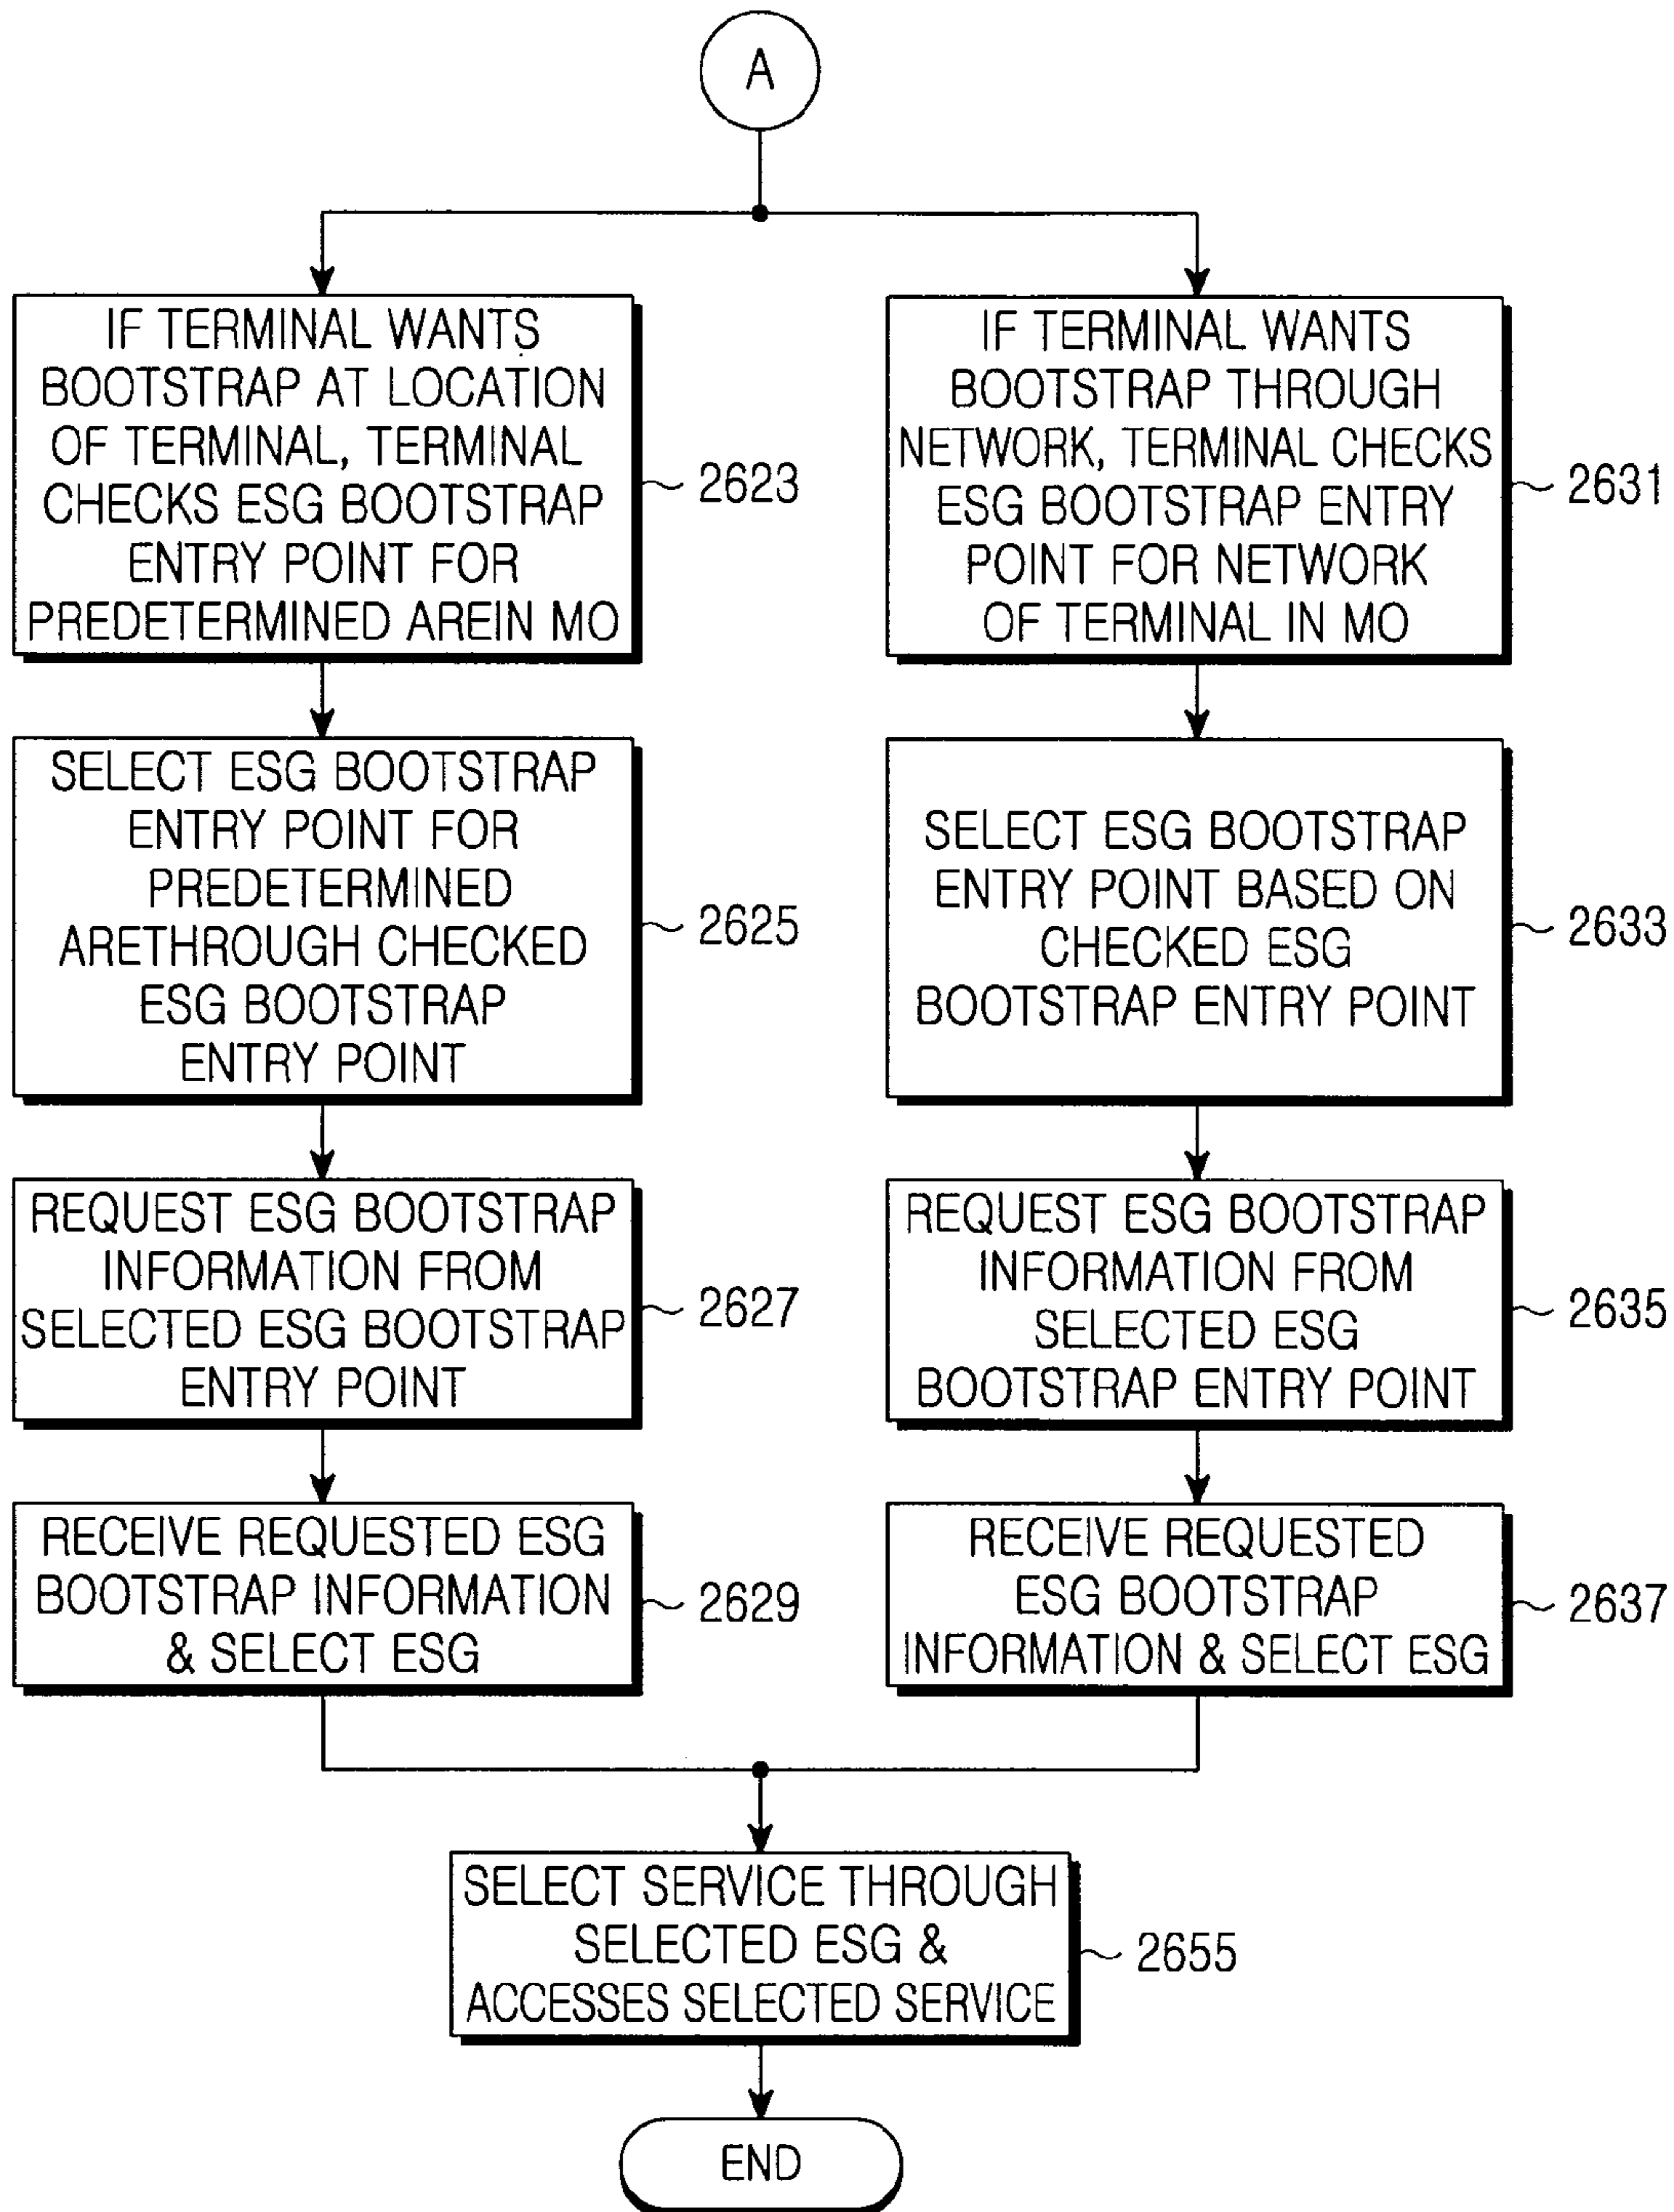 A
IF TERMINAL WANTS
BOOTSTRAP AT LOCATION
OF TERMINAL, TERMINAL
CHECKS ESG BOOTSTRAP
ENTRY POINT FOR
PREDETERMINED AREIN MO
2623
IF TERMINAL WANTS
BOOTSTRAP THROUGH
NETWORK, TERMINAL CHECKS
ESG BOOTSTRAP ENTRY
POINT FOR NETWORK
OF TERMINAL IN MO
2631
SELECT ESG BOOTSTRAP
ENTRY POINT FOR
PREDETERMINED
ARETHROUGH CHECKED
ESG BOOTSTRAP
ENTRY POINT
2625
SELECT ESG BOOTSTRAP
ENTRY POINT BASED ON
CHECKED ESG
BOOTSTRAP ENTRY POINT
2633
REQUEST ESG BOOTSTRAP
INFORMATION FROM
SELECTED ESG BOOTSTRAP
ENTRY POINT
2627
REQUEST ESG BOOTSTRAP
INFORMATION FROM
SELECTED ESG
BOOTSTRAP ENTRY POINT
2635
RECEIVE REQUESTED ESG
BOOTSTRAP INFORMATION
& SELECT ESG
2629
RECEIVE REQUESTED
ESG BOOTSTRAP
INFORMATION & SELECT ESG
2637
SELECT SERVICE THROUGH
SELECTED ESG &
ACCESSES SELECTED SERVICE
2655
END